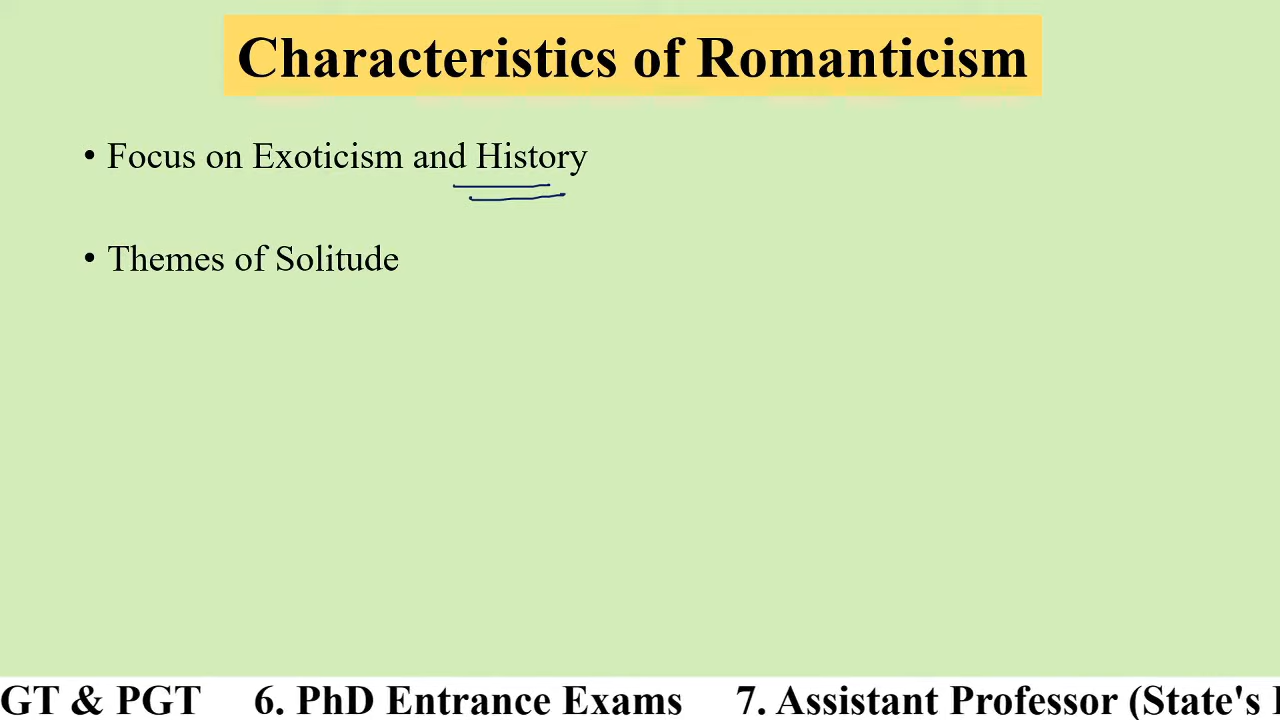 Characteristics of Romanticism
• Focus on Exoticism and History
• Themes of Solitude
GT & PGT 6. PhD Entrance Exams 7. Assistant Professor (State's